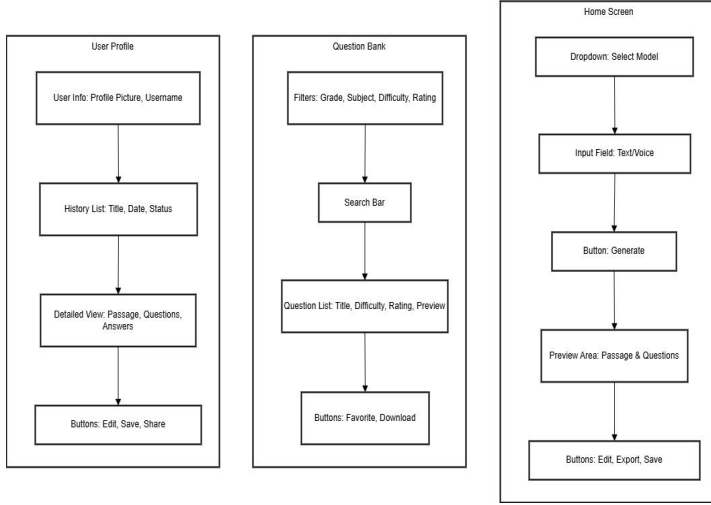 User Profile
User Info: Profile Picture, Username
History List: Title, Date, Status
Detailed View: Passage, Questions,
Answers
Buttons: Edit, Save, Share
Question Bank
Filters: Grade, Subject, Difficulty, Rating
Search Bar
Question List: Title, Difficulty, Rating, Preview
Buttons: Favorite, Download
Home Screen
Dropdown: Select Model
Input Field: Text/Voice
Button: Generate
Preview Area: Passage & Questions
Buttons: Edit, Export, Save